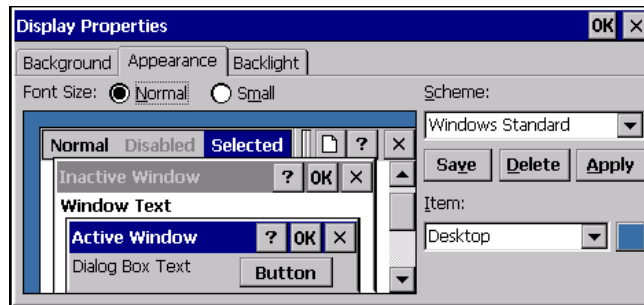 Display Properties OK ×
Background Appearance Backlight
Font Size: Normal Small
Scheme:
Windows Standard
Save Delete Apply
Item:
Desktop
Normal Disabled Selected ? ×
Inactive Window ? OK ×
Window Text
Active Window ? OK ×
Dialog Box Text
Button